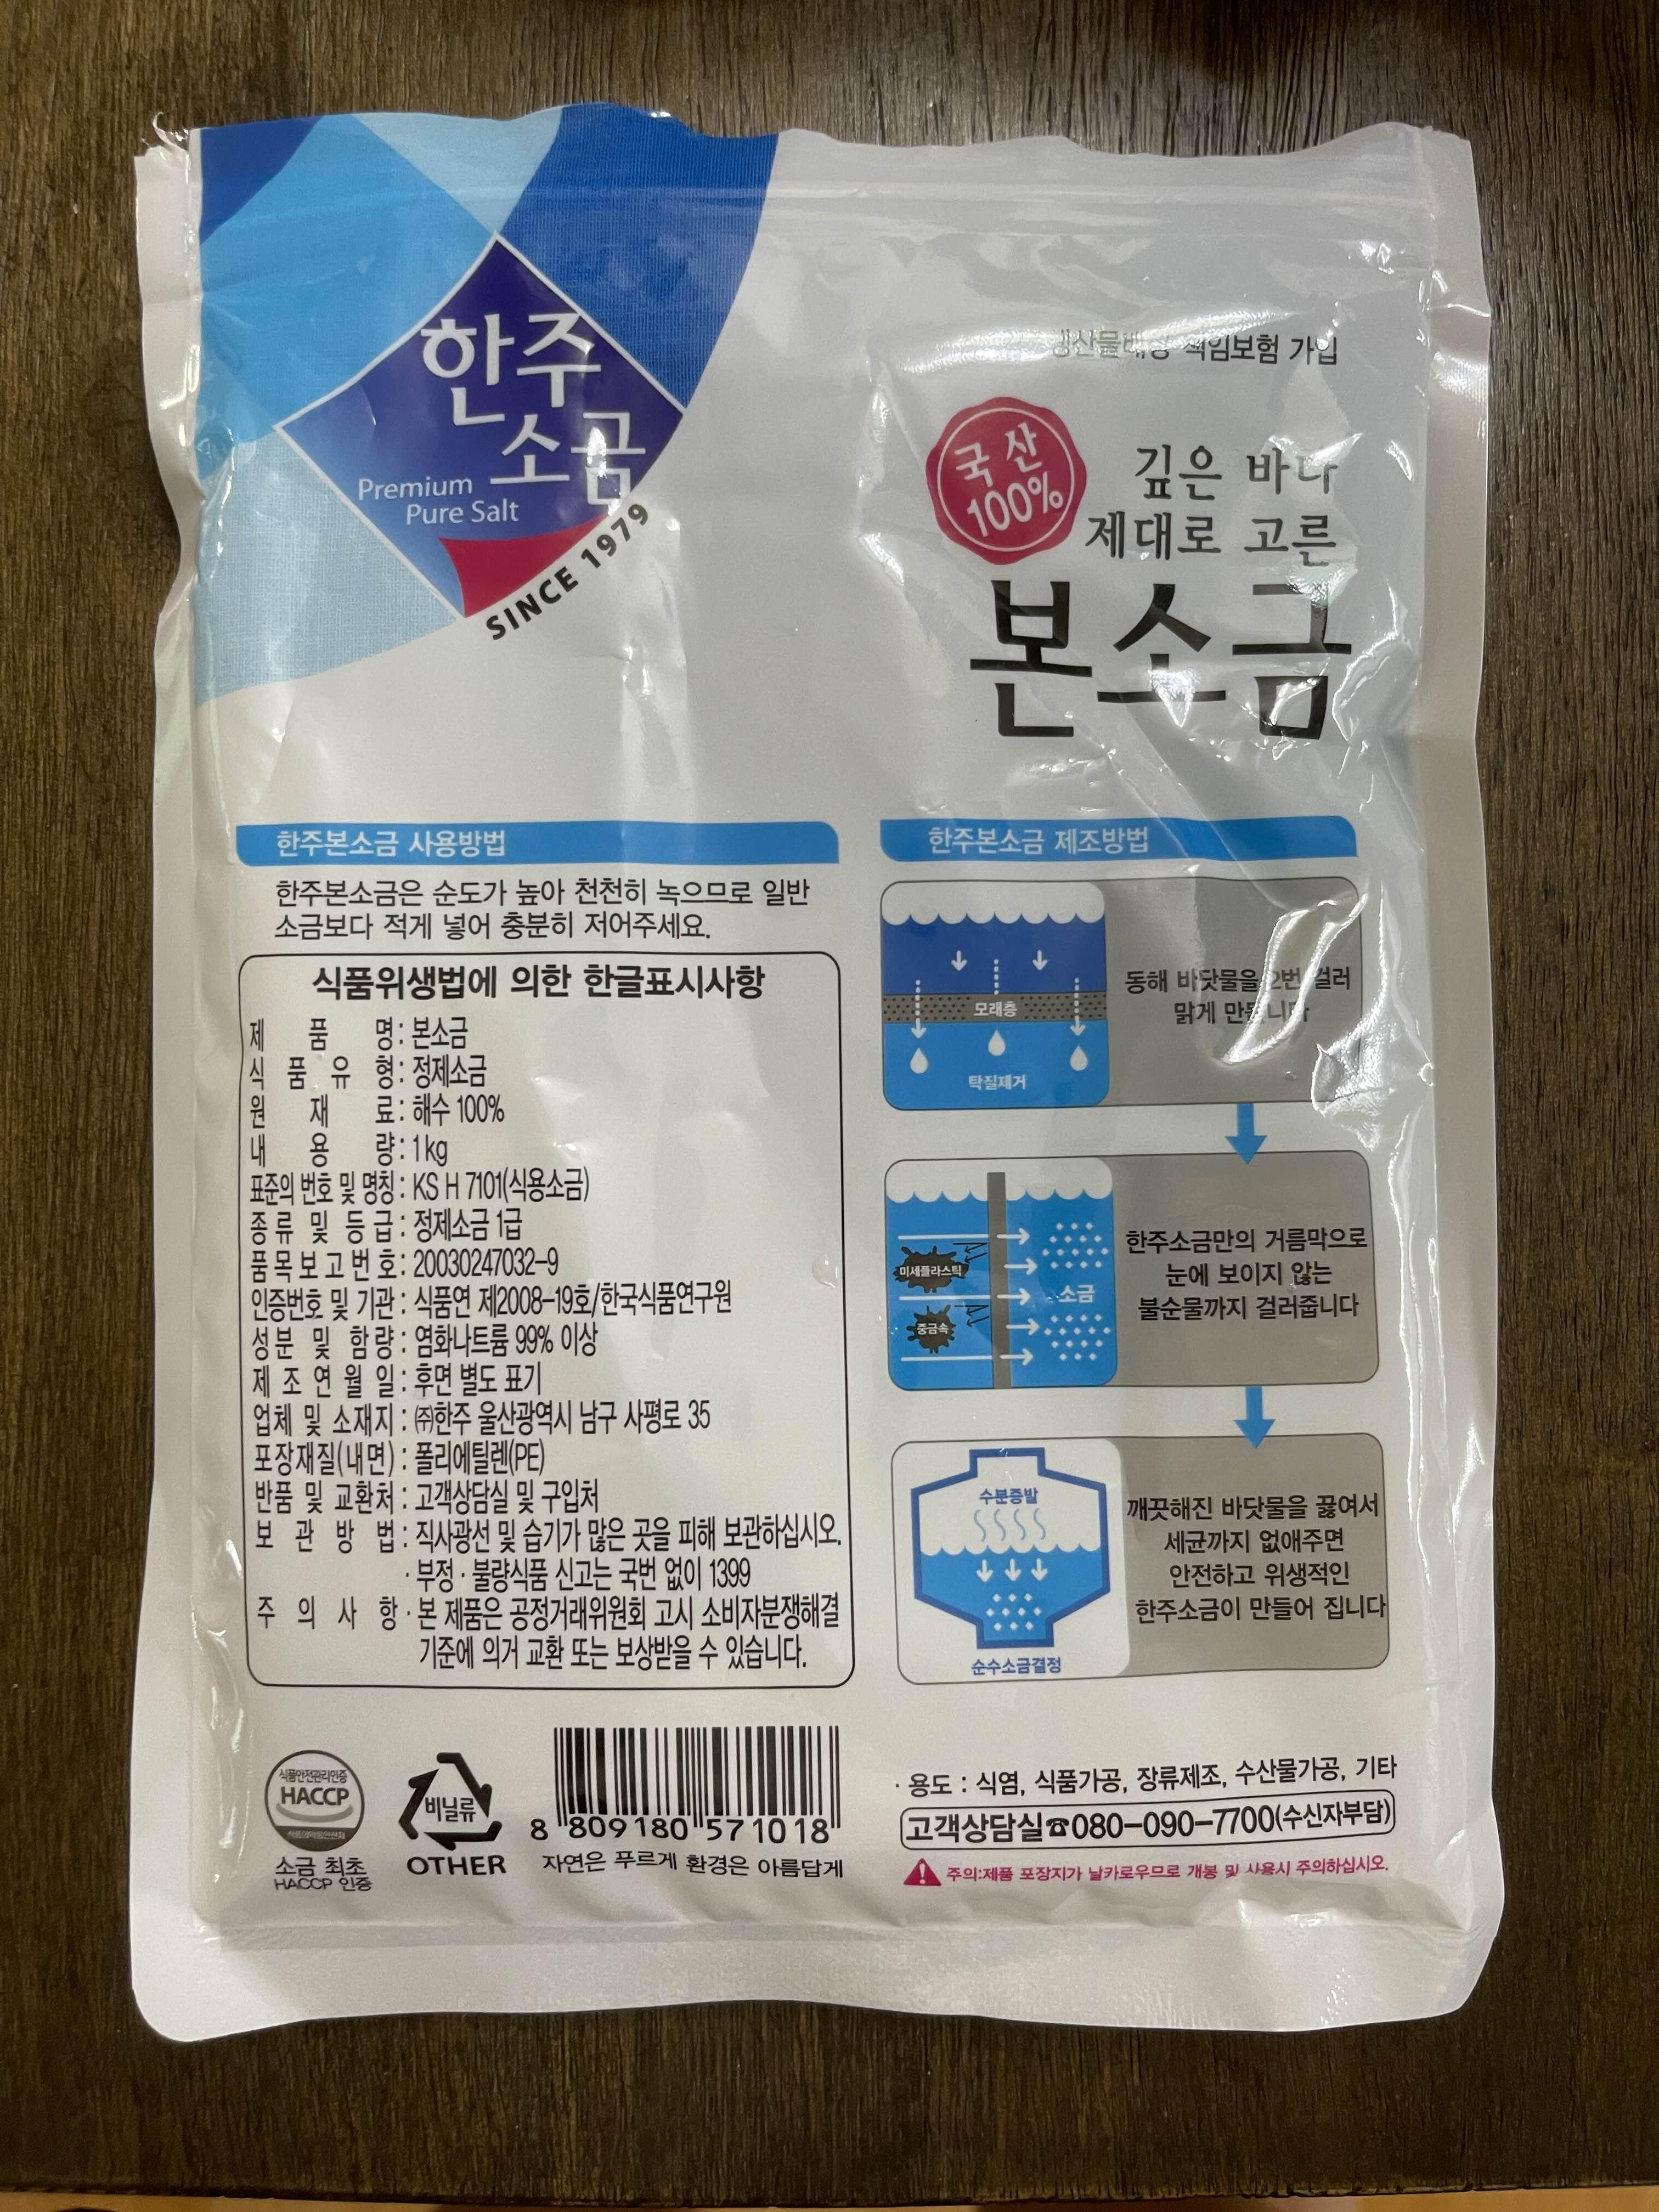 한주
소금
Premium
Pure Salt
SINCE 1979
책임보험 가입
국산
100%
깊은 바다
제대로 고른
본소금
한주본소금 사용방법
한주본소금은 순도가 높아 천천히 녹으므로 일반
소금보다 적게 넣어 충분히 저어주세요.
식품위생법에 의한 한글표시사항
제 품 명 : 본소금
식 품 유 형 : 정제소금
원 재 료 : 해수 100%
내 용 량 : 1kg
표준의 번호 및 명칭 : KS H 7101(식용소금)
종류 및 등급 : 정제소금 1급
품목보고번호 : 20030247032-9
인증번호 및 기관 : 식품연 제2008-19호/한국식품연구원
성분 및 함량 : 염화나트륨 99% 이상
제조연월일 : 후면 별도 표기
업체 및 소재지 : ㈜한주 울산광역시 남구 사평로 35
포장재질(내면) : 폴리에틸렌(PE)
반품 및 교환처 : 고객상담실 및 구입처
보 관 방 법 : 직사광선 및 습기가 많은 곳을 피해 보관하십시오.
· 부정·불량식품 신고는 국번 없이 1399
주 의 사 항 · 본 제품은 공정거래위원회 고시 소비자분쟁해결
기준에 의거 교환 또는 보상받을 수 있습니다.
한주본소금 제조방법
모래층
탁질제거
동해 바닷물을 2번 걸러
맑게 만듭니다
미세플라스틱
중금속
소금
한주소금만의 거름막으로
눈에 보이지 않는
불순물까지 걸러줍니다
수분증발
순수소금결정
깨끗해진 바닷물을 끓여서
세균까지 없애주면
안전하고 위생적인
한주소금이 만들어 집니다
식품안전관리인증
HACCP
소금 최초
HACCP 인증
비닐류
OTHER
8 809180 571018
자연은 푸르게 환경은 아름답게
· 용도 : 식염, 식품가공, 장류제조, 수산물가공, 기타
고객상담실☎080-090-7700(수신자부담)
주의:제품 포장지가 날카로우므로 개봉 및 사용시 주의하십시오.